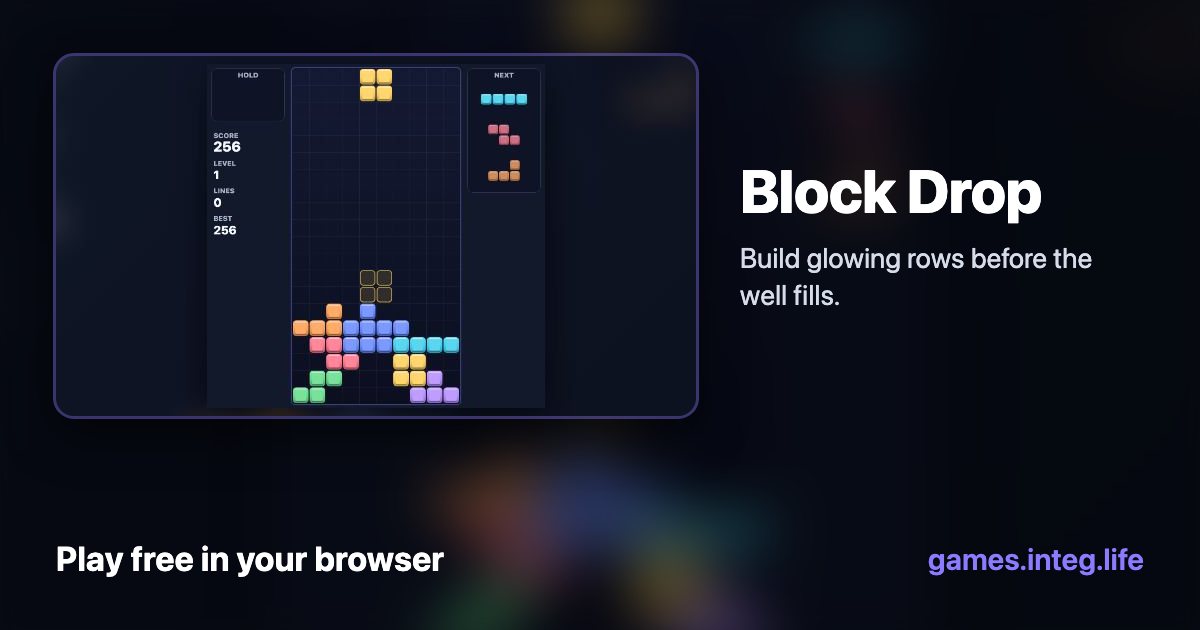 HOLD
SCORE
256
LEVEL
1
LINES
0
BEST
256
NEXT
Block Drop
Build glowing rows before the
well fills.
Play free in your browser
games.integ.life